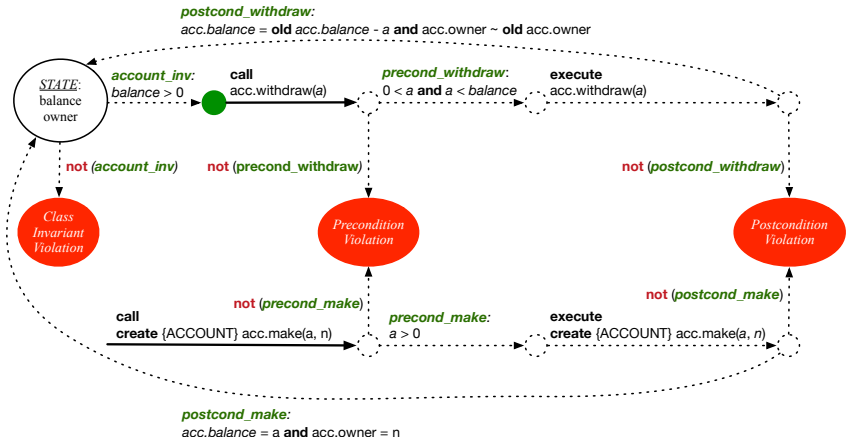 postcond_withdraw:
acc.balance = old acc.balance - a and acc.owner ~ old acc.owner
STATE:
balance
owner
account_inv:
balance > 0
call
acc.withdraw(a)
precond_withdraw:
0 < a and a < balance
execute
acc.withdraw(a)
not (account_inv)
not (precond_withdraw)
not (postcond_withdraw)
Class
Invariant
Violation
Precondition
Violation
Postcondition
Violation
not (precond_make)
not (postcond_make)
call
create {ACCOUNT} acc.make(a, n)
precond_make:
a > 0
execute
create {ACCOUNT} acc.make(a, n)
postcond_make:
acc.balance = a and acc.owner = n